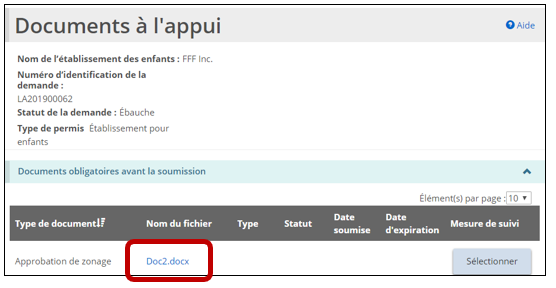 Documents à l'appui
Aide
Nom de l'établissement des enfants : FFF Inc.
Numéro d'identification de la
demande :
LA201900062
Statut de la demande : Ébauche
Type de permis Établissement pour
enfants
Documents obligatoires avant la soumission
Élément(s) par page : 10
Type de document Nom du fichier Type Statut Date soumise Date d'expiration Mesure de suivi
Approbation de zonage Doc2.docx Sélectionner